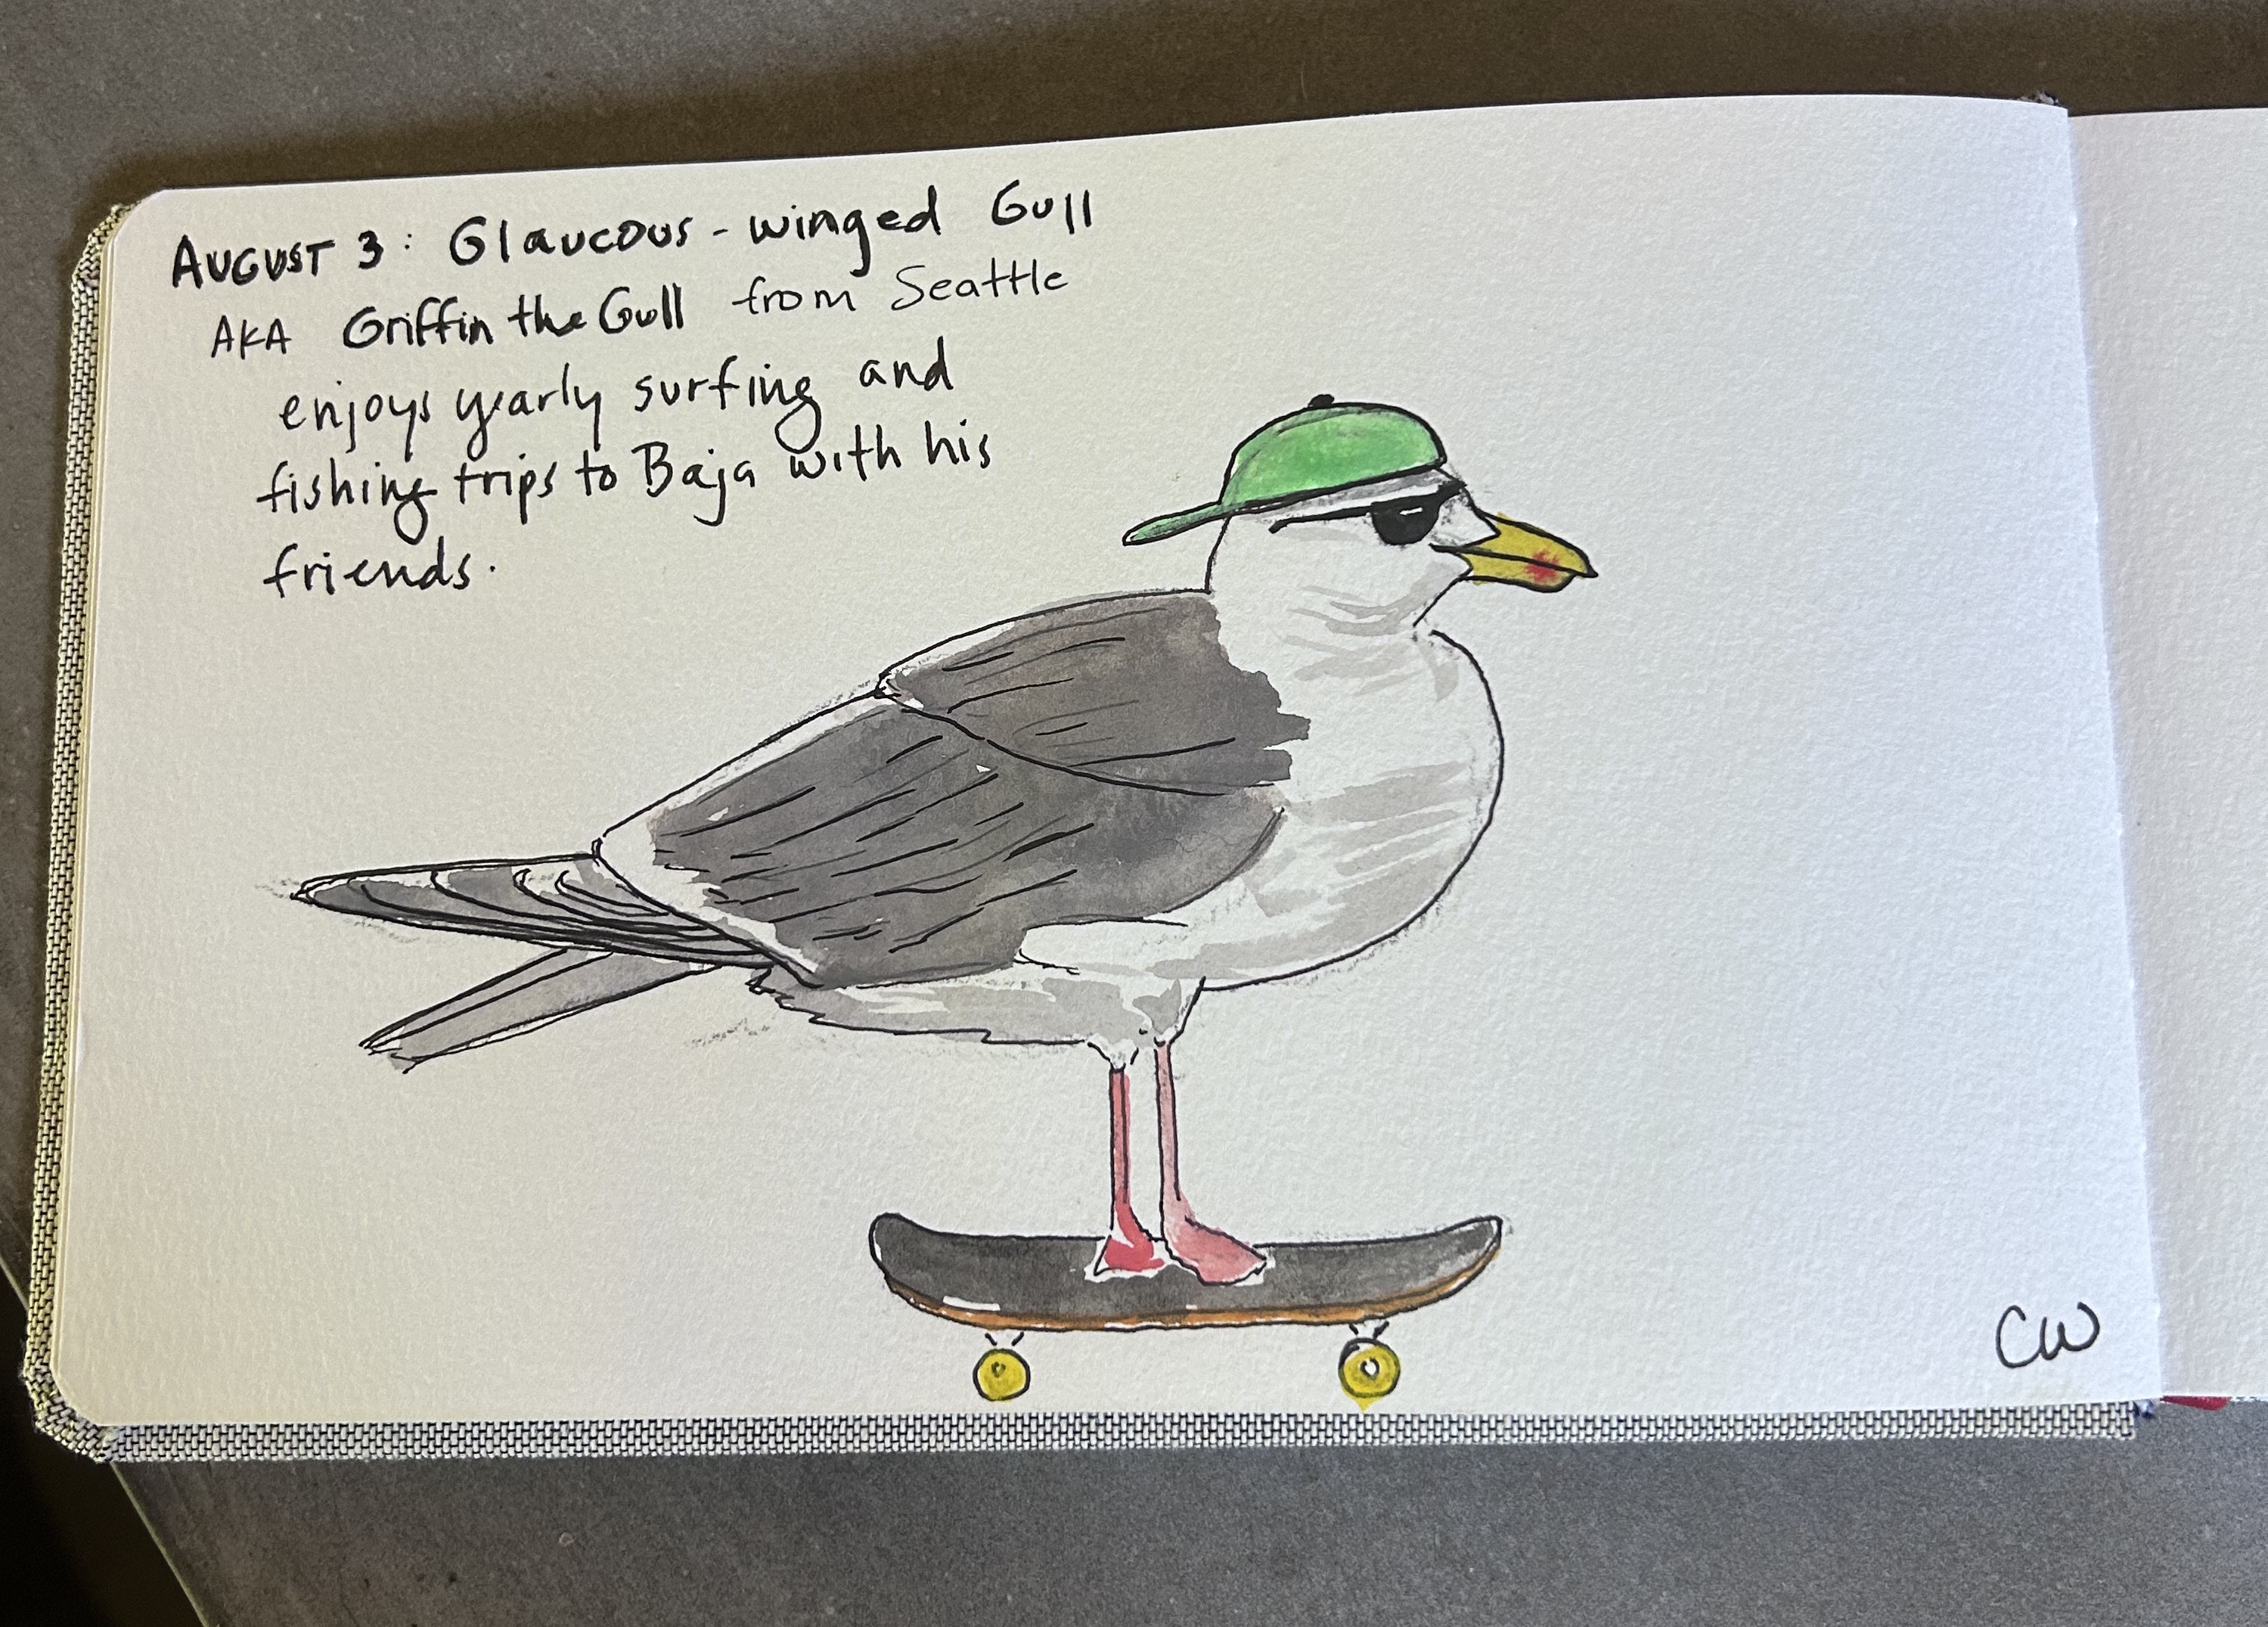 AUGUST 3: Glaucous-winged Gull
AKA Griffin the Gull from Seattle
enjoys yearly surfing and
fishing trips to Baja with his
friends.
CW